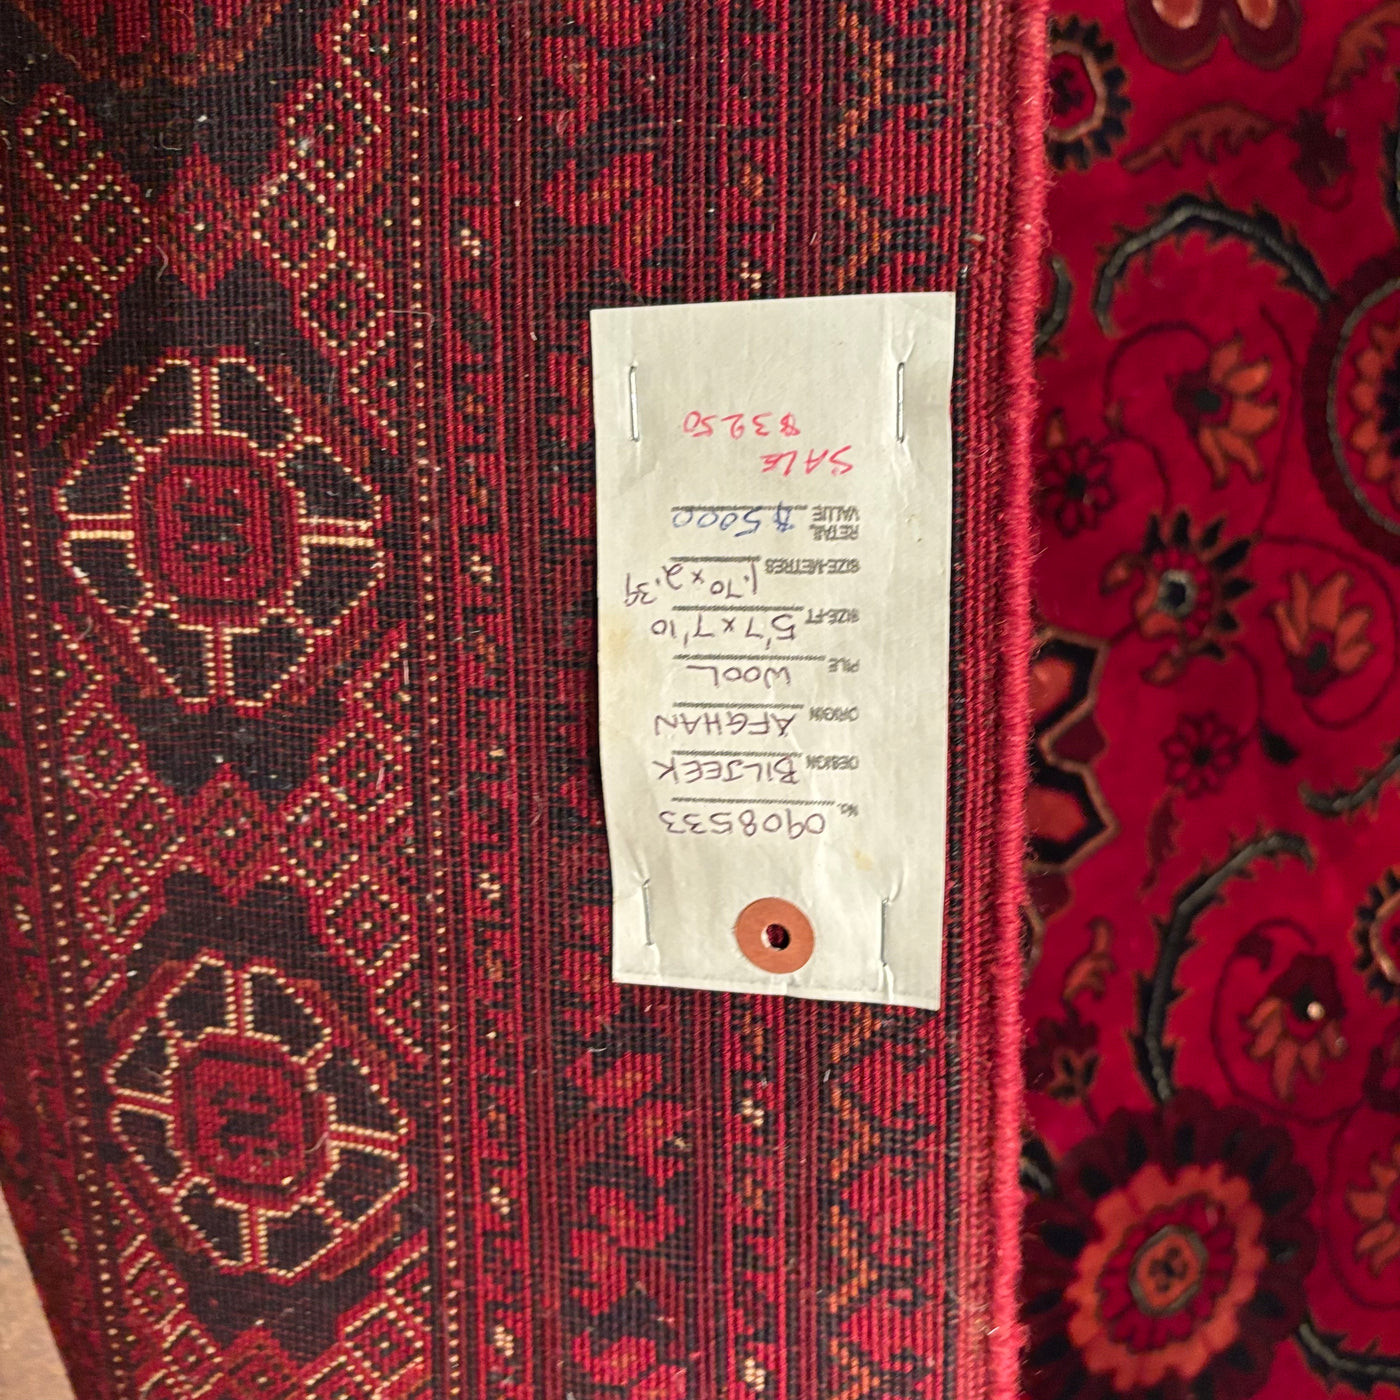 No. 0908533
DESIGN BILJEEK
ORIGIN AFGHAN
PILE WOOL
SIZE-FT 5'7 x 7'10
SIZE-METRES 1.70 x 2.39
RETAIL VALUE $5000
SALE
$3250